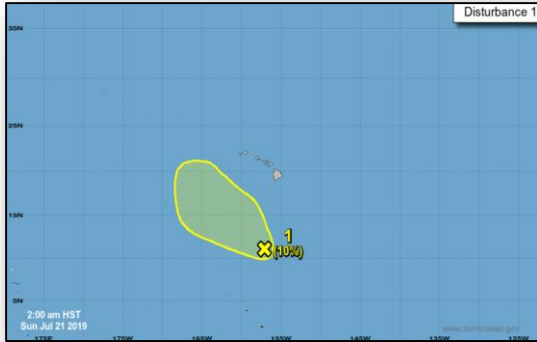 Disturbance 1
35N
25N
15N
1
(10%)
5N
2:00 am HST
Sun Jul 21 2019
www.hurricanes.gov
175E
175W
165W
155W
145W
135W
125W